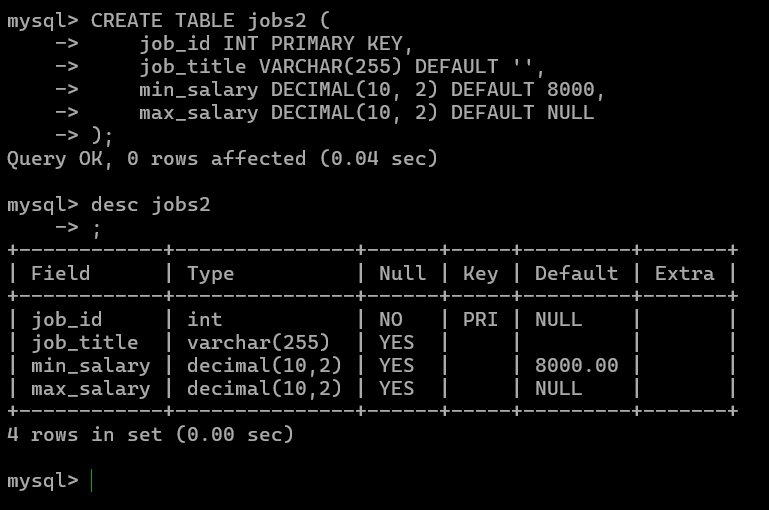 mysql> CREATE TABLE jobs2 (
    ->     job_id INT PRIMARY KEY,
    ->     job_title VARCHAR(255) DEFAULT '',
    ->     min_salary DECIMAL(10, 2) DEFAULT 8000,
    ->     max_salary DECIMAL(10, 2) DEFAULT NULL
    -> );
Query OK, 0 rows affected (0.04 sec)

mysql> desc jobs2
    -> ;
+------------+---------------+------+-----+---------+-------+
| Field      | Type          | Null | Key | Default | Extra |
+------------+---------------+------+-----+---------+-------+
| job_id     | int           | NO   | PRI | NULL    |       |
| job_title  | varchar(255)  | YES  |     |         |       |
| min_salary | decimal(10,2) | YES  |     | 8000.00 |       |
| max_salary | decimal(10,2) | YES  |     | NULL    |       |
+------------+---------------+------+-----+---------+-------+
4 rows in set (0.00 sec)

mysql>